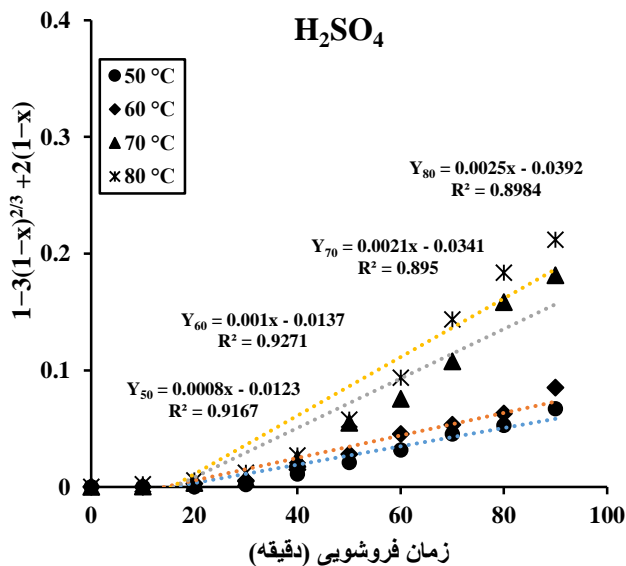 H₂SO₄
0.4
0.3
0.2
0.1
0
1−3(1−x)^2/3 +2(1−x)
50 °C
60 °C
70 °C
80 °C
Y₈₀ = 0.0025x - 0.0392
R² = 0.8984
Y₇₀ = 0.0021x - 0.0341
R² = 0.895
Y₆₀ = 0.001x - 0.0137
R² = 0.9271
Y₅₀ = 0.0008x - 0.0123
R² = 0.9167
0 20 40 60 80 100
زمان فروشویی (دقیقه)